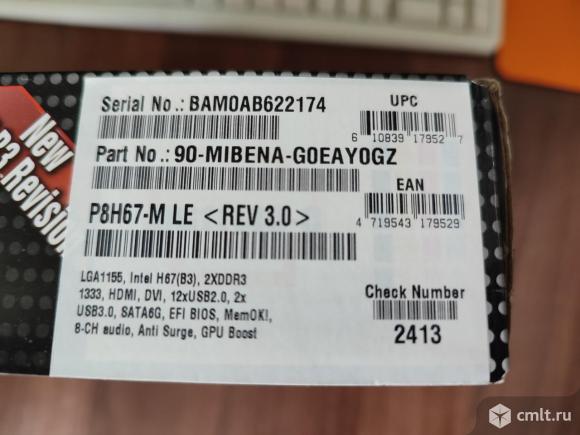 Serial No.: BAM0AB622174
UPC
6 10839 17952 7
Part No.: 90-MIBENA-G0EAY0GZ
EAN
P8H67-M LE <REV 3.0>
4 719543 179529
LGA1155, Intel H67(B3), 2XDDR3
1333, HDMI, DVI, 12xUSB2.0, 2x
USB3.0, SATA6G, EFI BIOS, MemOK!,
8-CH audio, Anti Surge, GPU Boost
Check Number
2413
New
B3 Revision
cmlt.ru